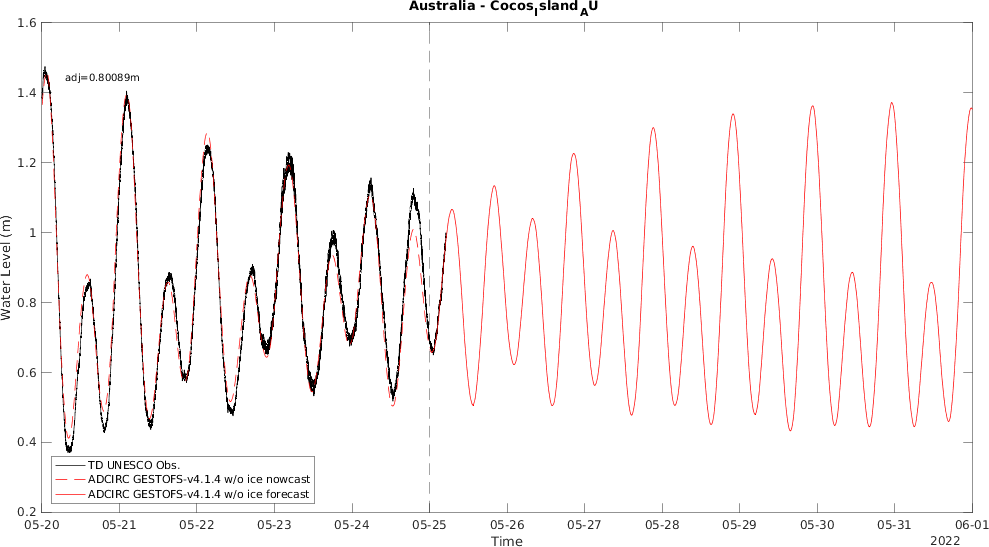 Australia - CocosIslandAU
adj=0.80089m
Water Level (m)
1.6
1.4
1.2
1
0.8
0.6
0.4
0.2
TD UNESCO Obs.
ADCIRC GESTOFS-v4.1.4 w/o ice nowcast
ADCIRC GESTOFS-v4.1.4 w/o ice forecast
05-20 05-21 05-22 05-23 05-24 05-25 05-26 05-27 05-28 05-29 05-30 05-31 06-01
Time
2022